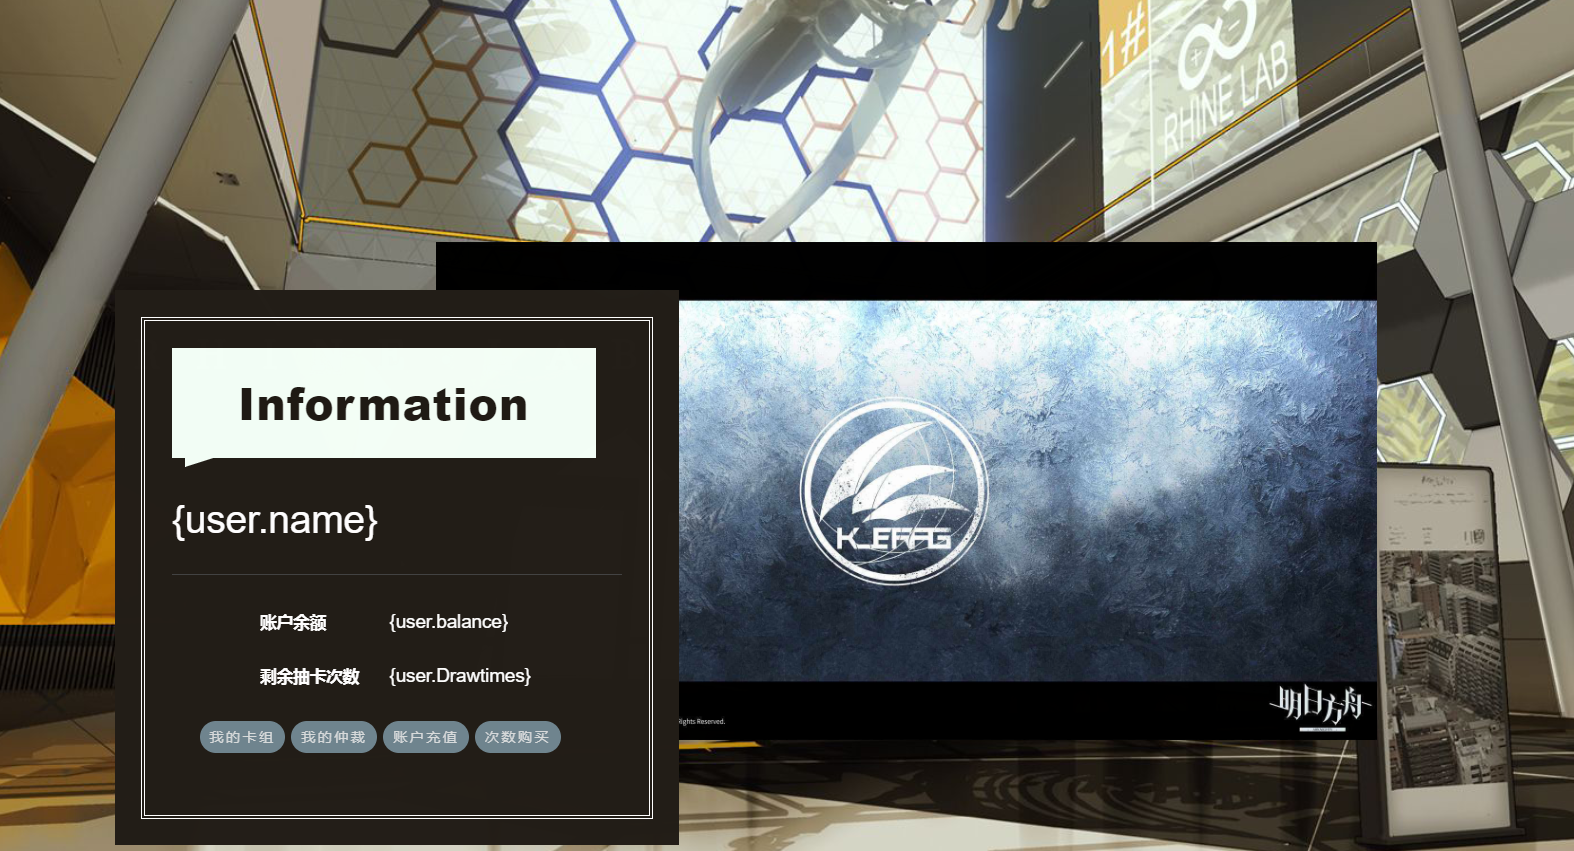 1#
RHINE LAB
Information
{user.name}
账户余额 {user.balance}
剩余抽卡次数 {user.Drawtimes}
我的卡组 我的仲裁 账户充值 次数购买
Rights Reserved.
明日方舟